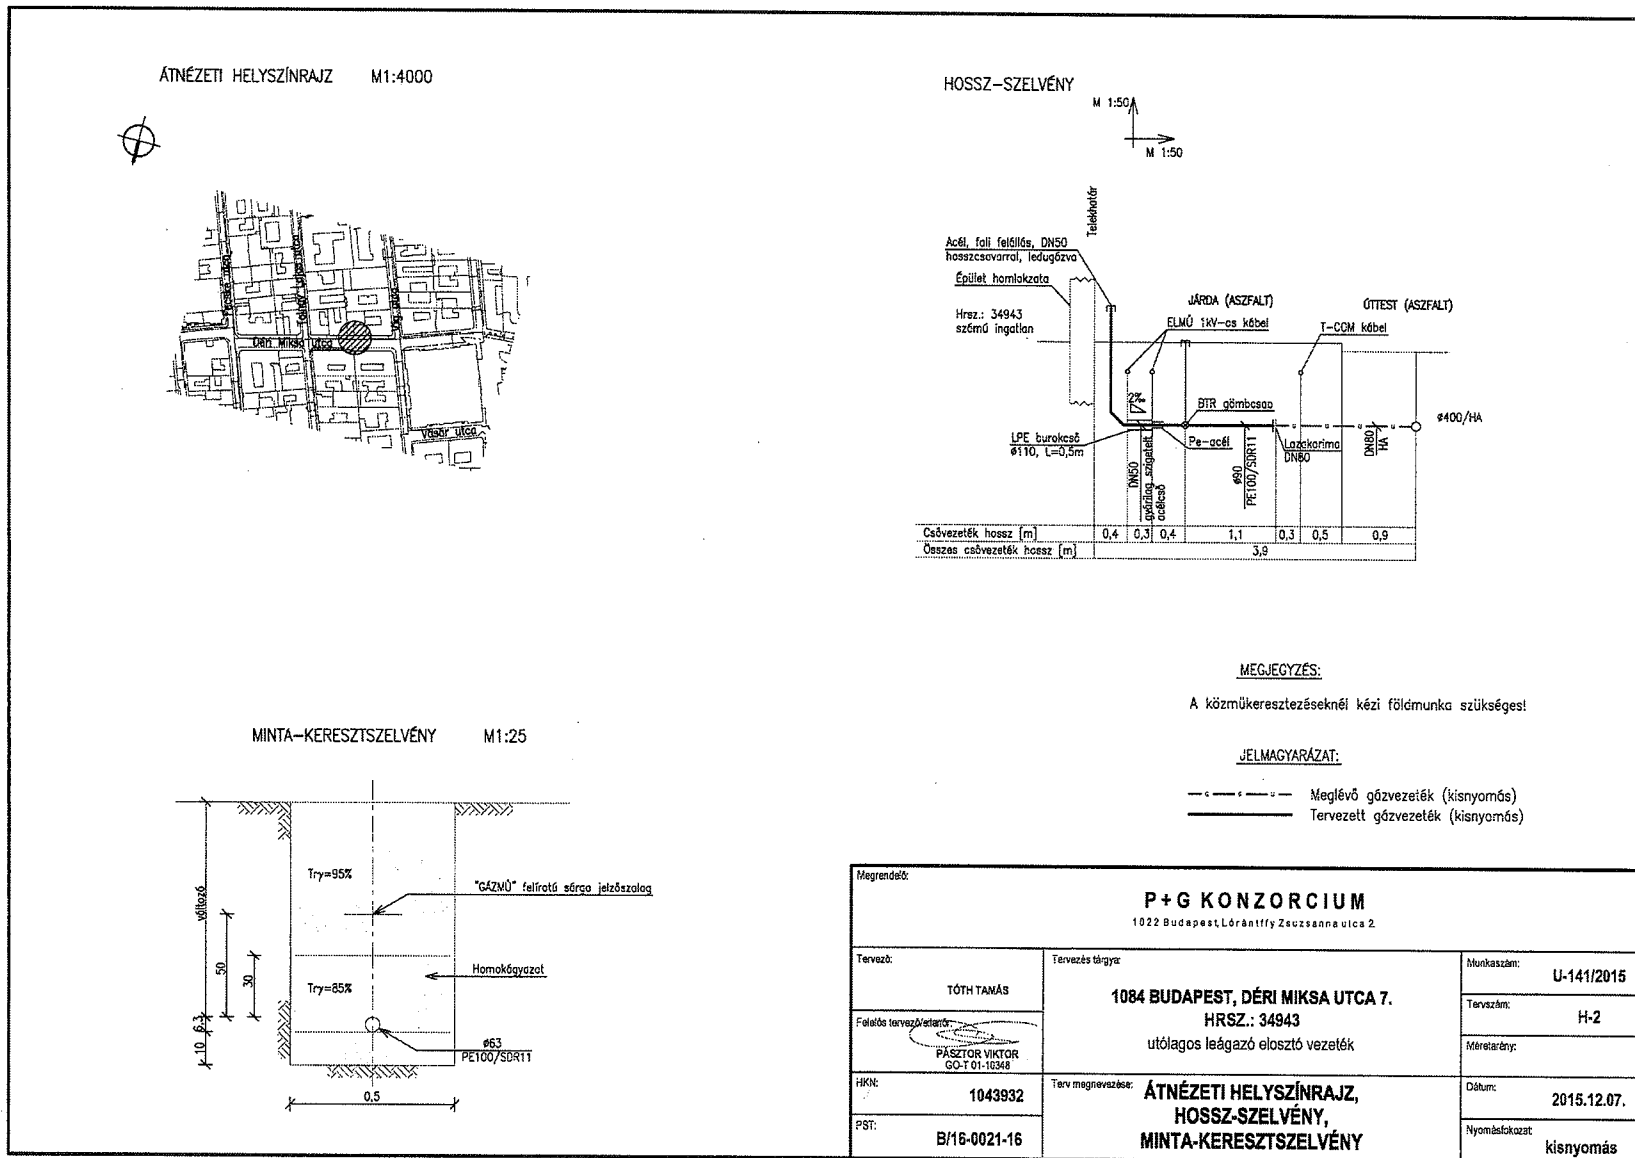 ÁTNÉZETI HELYSZÍNRAJZ M1:4000
Déri Miksa utca
Vásár utca
HOSSZ-SZELVÉNY
M 1:50
M 1:50
Telekhatár
Acél, fali felállás, DN50
hosszcsavarral, ledugózva
Épület homlokzata
Hrsz.: 34943
számú ingatlan
JÁRDA (ASZFALT)
ÚTTEST (ASZFALT)
ELMŰ 1kV-os kábel
T-COM kábel
2‰
BTR gömbcsap
ø400/HA
LPE burokcső
ø110, L=0,5m
Pe-acél
Lazakarima
DN80
DN50
gyárilag szigetelt
acélcső
ø90
PE100/SDR11
DN80
HA
Csővezeték hossz [m] 0,4 0,3 0,4 1,1 0,3 0,5 0,9
Összes csővezeték hossz [m] 3,9
MEGJEGYZÉS:
A közműkeresztezéseknél kézi földmunka szükséges!
JELMAGYARÁZAT:
Meglévő gázvezeték (kisnyomás)
Tervezett gázvezeték (kisnyomás)
MINTA-KERESZTSZELVÉNY M1:25
Trγ=95%
"GÁZMŰ" feliratú sárga jelzőszalag
változó
50
30
Trγ=85%
Homokágyazat
6.3
10
ø63
PE100/SDR11
0,5
Megrendelő:
P+G KONZORCIUM
1022 Budapest, Lórántffy Zsuzsanna utca 2.
Tervező:
TÓTH TAMÁS
Tervezés tárgya:
1084 BUDAPEST, DÉRI MIKSA UTCA 7.
HRSZ.: 34943
utólagos leágazó elosztó vezeték
Munkaszám:
U-141/2015
Tervszám:
H-2
Felelős tervező/ellenőr:
PÁSZTOR VIKTOR
GO-T 01-10348
Méretarány:
HKN:
1043932
Terv megnevezése:
ÁTNÉZETI HELYSZÍNRAJZ,
HOSSZ-SZELVÉNY,
MINTA-KERESZTSZELVÉNY
Dátum:
2015.12.07.
PST:
B/16-0021-16
Nyomásfokozat:
kisnyomás